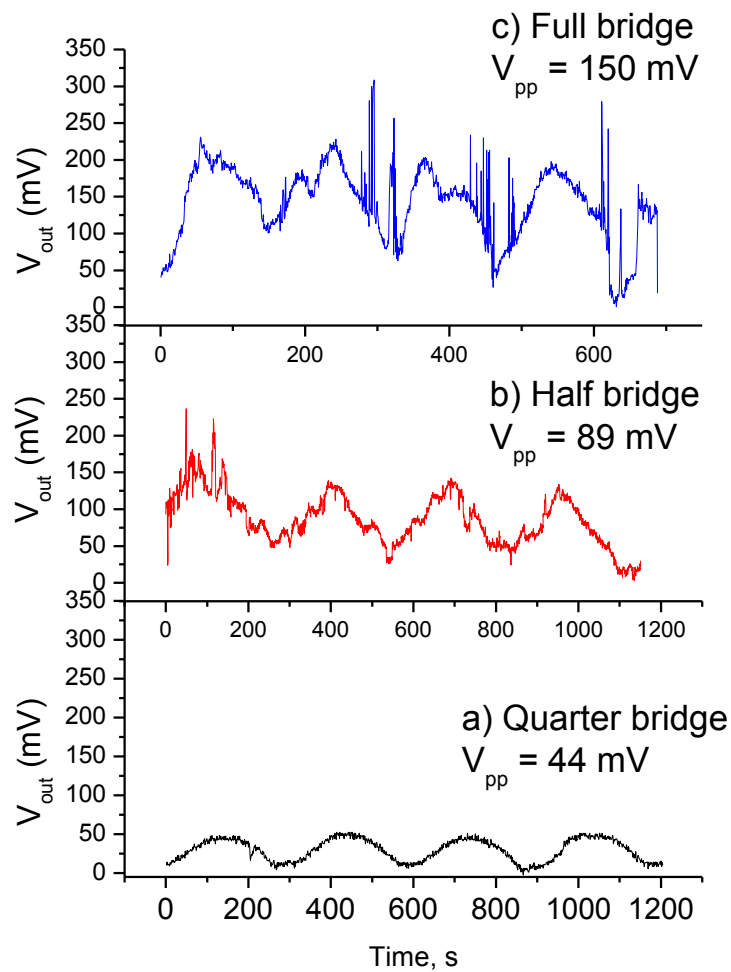 c) Full bridge
V_pp = 150 mV
350
300
250
200
150
100
50
0
V_out (mV)
0 200 400 600
b) Half bridge
V_pp = 89 mV
350
300
250
200
150
100
50
0
V_out (mV)
0 200 400 600 800 1000 1200
a) Quarter bridge
V_pp = 44 mV
350
300
250
200
150
100
50
0
V_out (mV)
0 200 400 600 800 1000 1200
Time, s